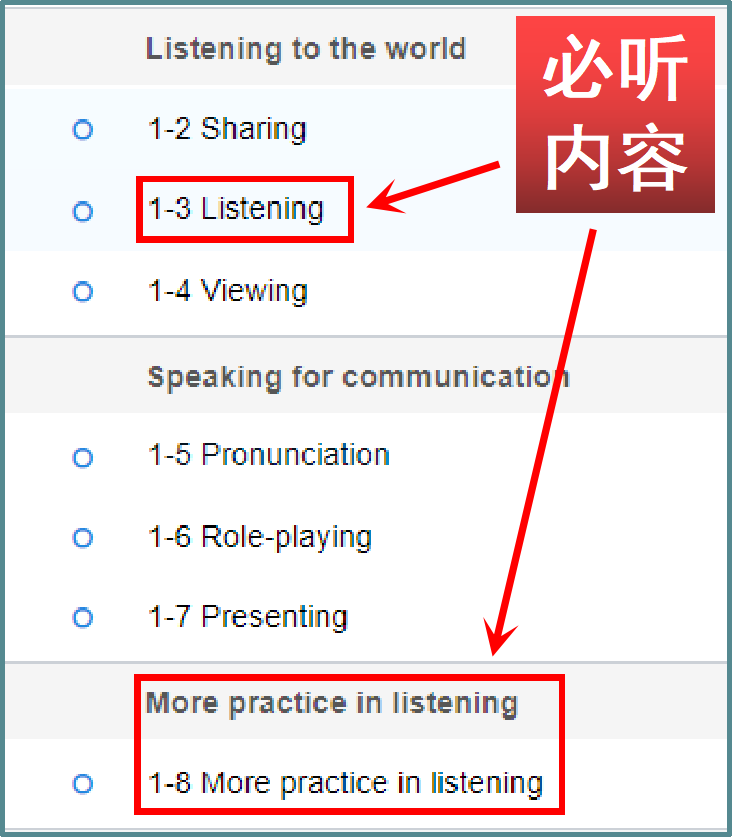 Listening to the world
必听
内容
1-2 Sharing
1-3 Listening
1-4 Viewing
Speaking for communication
1-5 Pronunciation
1-6 Role-playing
1-7 Presenting
More practice in listening
1-8 More practice in listening